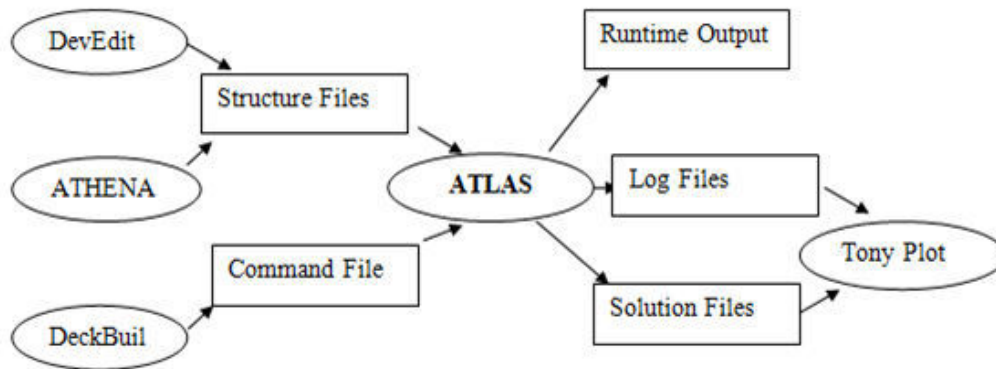 DevEdit
Runtime Output
Structure Files
ATHENA
ATLAS
Log Files
Tony Plot
Command File
Solution Files
DeckBuil